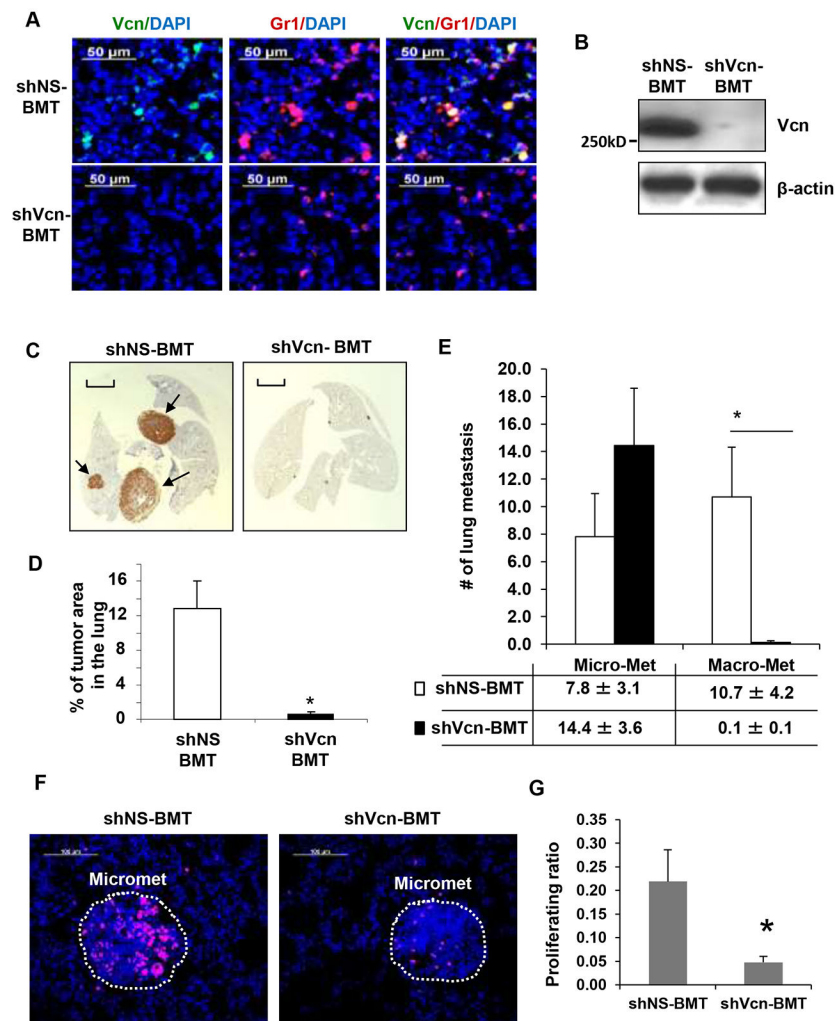 A
Vcn/DAPI
Gr1/DAPI
Vcn/Gr1/DAPI
shNS-
BMT
50 µm
50 µm
50 µm
shVcn-
BMT
50 µm
50 µm
50 µm
B
shNS-
BMT
shVcn-
BMT
Vcn
250kD
β-actin
C
shNS-BMT
shVcn- BMT
D
% of tumor area
in the lung
16
12
8
4
0
*
shNS
BMT
shVcn
BMT
E
# of lung metastasis
20.0
18.0
16.0
14.0
12.0
10.0
8.0
6.0
4.0
2.0
0.0
*
Micro-Met
Macro-Met
shNS-BMT
7.8 ± 3.1
10.7 ± 4.2
shVcn-BMT
14.4 ± 3.6
0.1 ± 0.1
F
shNS-BMT
shVcn-BMT
Micromet
Micromet
G
Proliferating ratio
0.35
0.30
0.25
0.20
0.15
0.10
0.05
0.00
*
shNS-BMT
shVcn-BMT